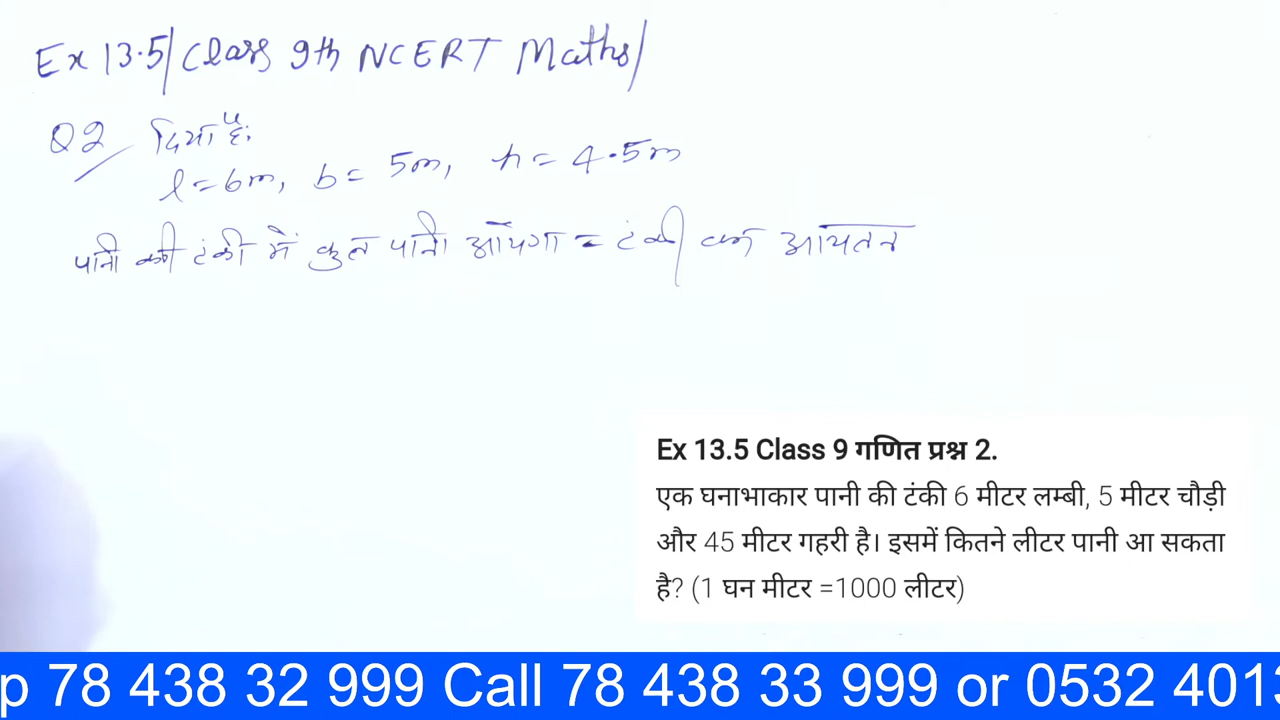 Ex 13.5/Class 9th NCERT Maths/
Q2 दिया है:
l=6m, b= 5m, h= 4.5m
पानी की टंकी में कुल पानी आयेगा = टंकी का आयतन
Ex 13.5 Class 9 गणित प्रश्न 2.
एक घनाभाकार पानी की टंकी 6 मीटर लम्बी, 5 मीटर चौड़ी
और 45 मीटर गहरी है। इसमें कितने लीटर पानी आ सकता
है? (1 घन मीटर =1000 लीटर)
p 78 438 32 999 Call 78 438 33 999 or 0532 4013